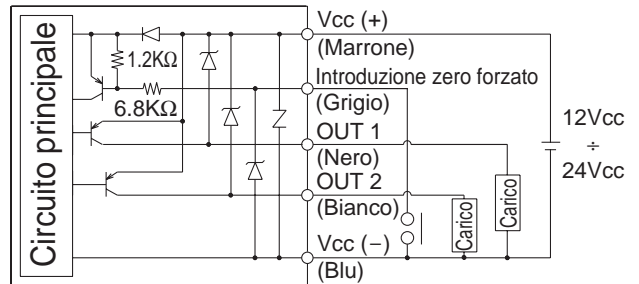 Circuito principale
1.2KΩ
6.8KΩ
Vcc (+)
(Marrone)
Introduzione zero forzato
(Grigio)
OUT 1
(Nero)
OUT 2
(Bianco)
Vcc (−)
(Blu)
Carico
Carico
12Vcc
÷
24Vcc